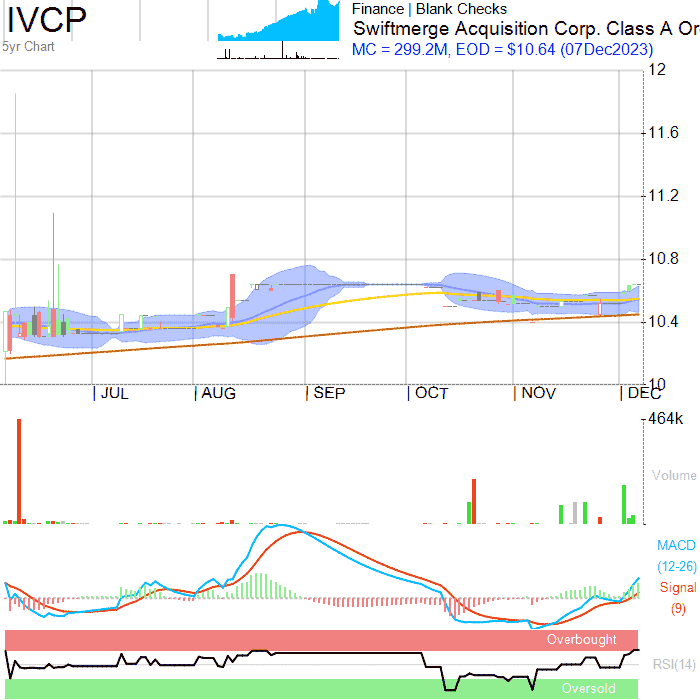 IVCP
5yr Chart
Finance | Blank Checks
Swiftmerge Acquisition Corp. Class A Or
MC = 299.2M, EOD = $10.64 (07Dec2023)
12
11.6
11.2
10.8
10.4
10
| JUL | AUG | SEP | OCT | NOV | DEC
464k
Volume
MACD
(12-26)
Signal
(9)
Overbought
RSI(14)
Oversold